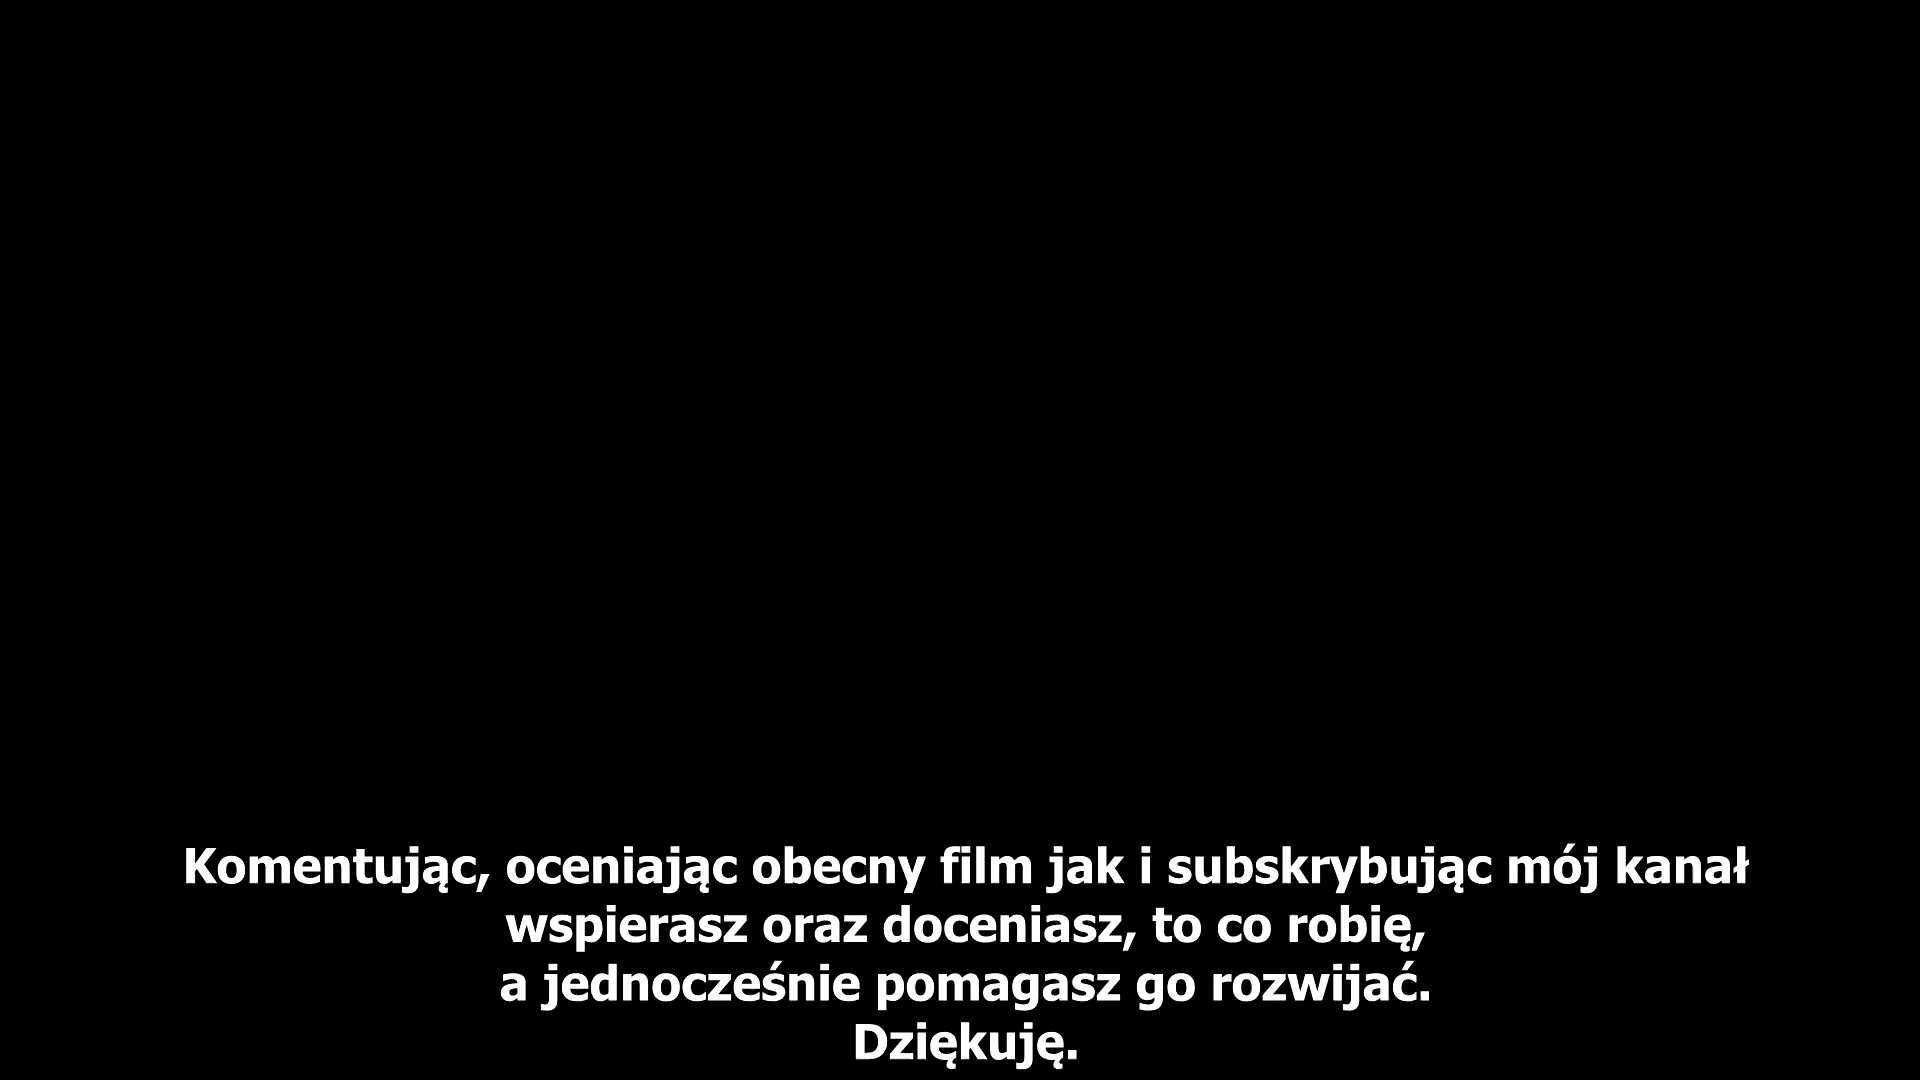 Komentując, oceniając obecny film jak i subskrybując mój kanał
wspierasz oraz doceniasz, to co robię,
a jednocześnie pomagasz go rozwijać.
Dziękuję.